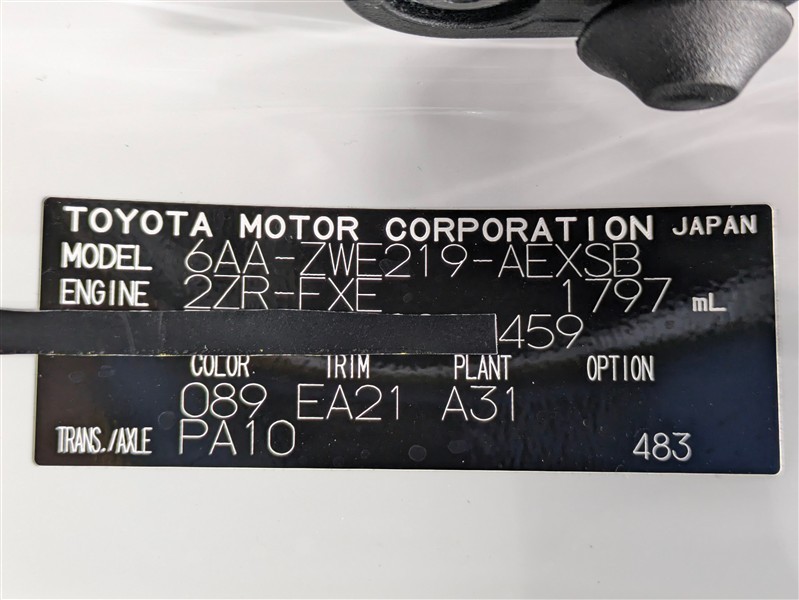 TOYOTA MOTOR CORPORATION JAPAN
MODEL 6AA-ZWE219-AEXSB
ENGINE 2ZR-FXE 1797 mL
459
COLOR TRIM PLANT OPTION
089 EA21 A31
TRANS./AXLE PA10 483